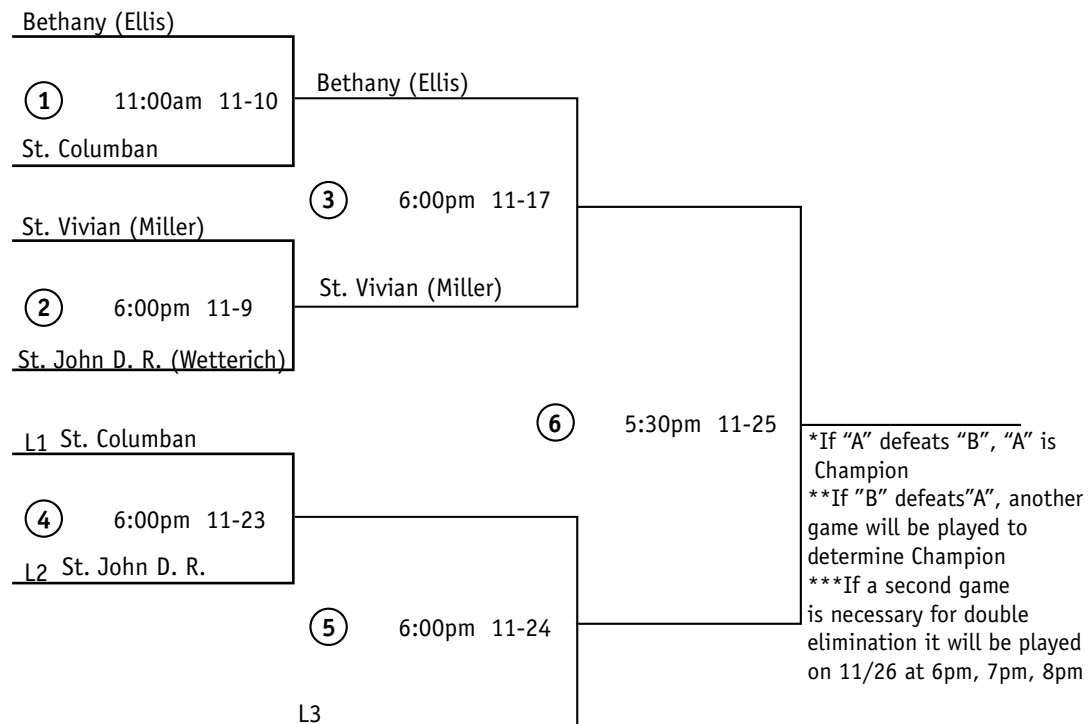 Bethany (Ellis)
1 11:00am 11-10
St. Columban
Bethany (Ellis)
3 6:00pm 11-17
St. Vivian (Miller)
2 6:00pm 11-9
St. John D. R. (Wetterich)
St. Vivian (Miller)
L1 St. Columban
4 6:00pm 11-23
L2 St. John D. R.
5 6:00pm 11-24
L3
6 5:30pm 11-25
*If “A” defeats “B”, “A” is
Champion
**If ”B” defeats”A”, another
game will be played to
determine Champion
***If a second game
is necessary for double
elimination it will be played
on 11/26 at 6pm, 7pm, 8pm